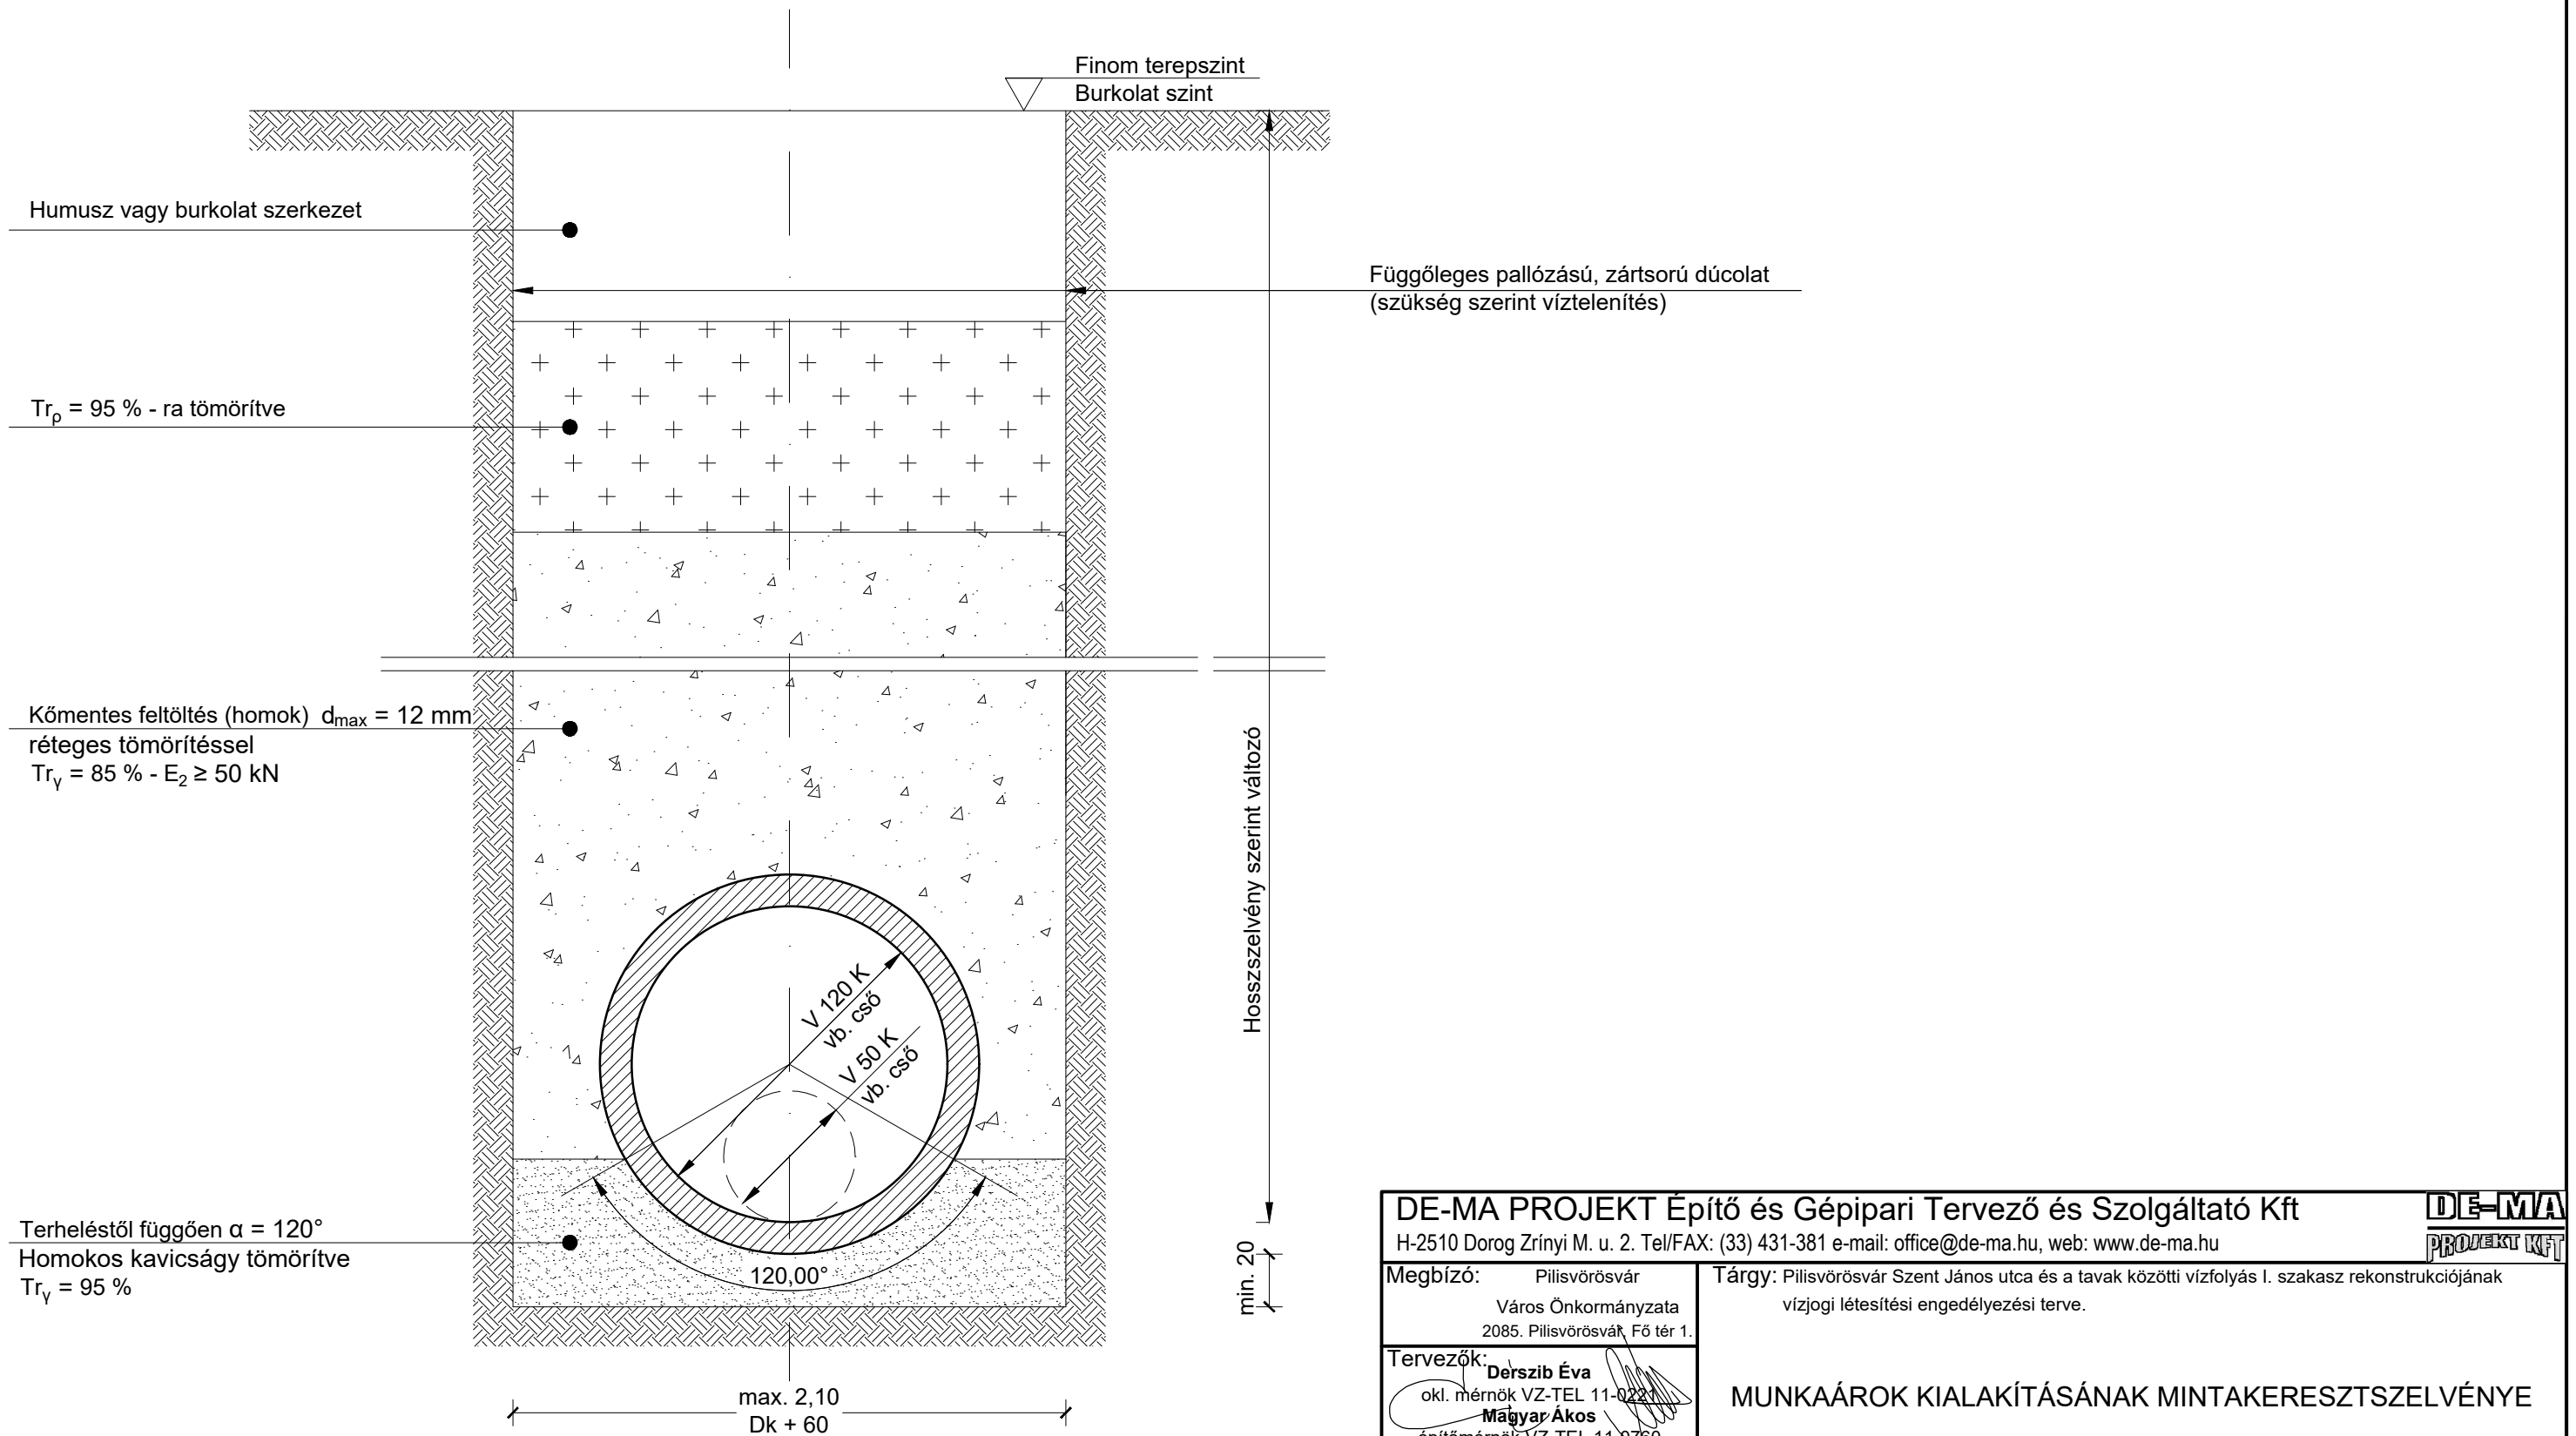 Finom terepszint
Burkolat szint
Humusz vagy burkolat szerkezet
Függőleges pallózású, zártsorú dúcolat
(szükség szerint víztelenítés)
Trρ = 95 % - ra tömörítve
Kőmentes feltöltés (homok) dmax = 12 mm
réteges tömörítéssel
Trγ = 85 % - E2 ≥ 50 kN
Hosszszelvény szerint változó
V 120 K
vb. cső
V 50 K
vb. cső
Terheléstől függően α = 120°
Homokos kavicságy tömörítve
Trγ = 95 %
120,00°
min. 20
max. 2,10
Dk + 60
DE-MA PROJEKT Építő és Gépipari Tervező és Szolgáltató Kft
H-2510 Dorog Zrínyi M. u. 2. Tel/FAX: (33) 431-381 e-mail: office@de-ma.hu, web: www.de-ma.hu
DE-MA
PROJEKT KFT
Megbízó: Pilisvörösvár
Város Önkormányzata
2085. Pilisvörösvár, Fő tér 1.
Tárgy: Pilisvörösvár Szent János utca és a tavak közötti vízfolyás I. szakasz rekonstrukciójának
vízjogi létesítési engedélyezési terve.
Tervezők:
Derszib Éva
okl. mérnök VZ-TEL 11-0221
Magyar Ákos
építőmérnök VZ-TEL 11-0760
MUNKAÁROK KIALAKÍTÁSÁNAK MINTAKERESZTSZELVÉNYE